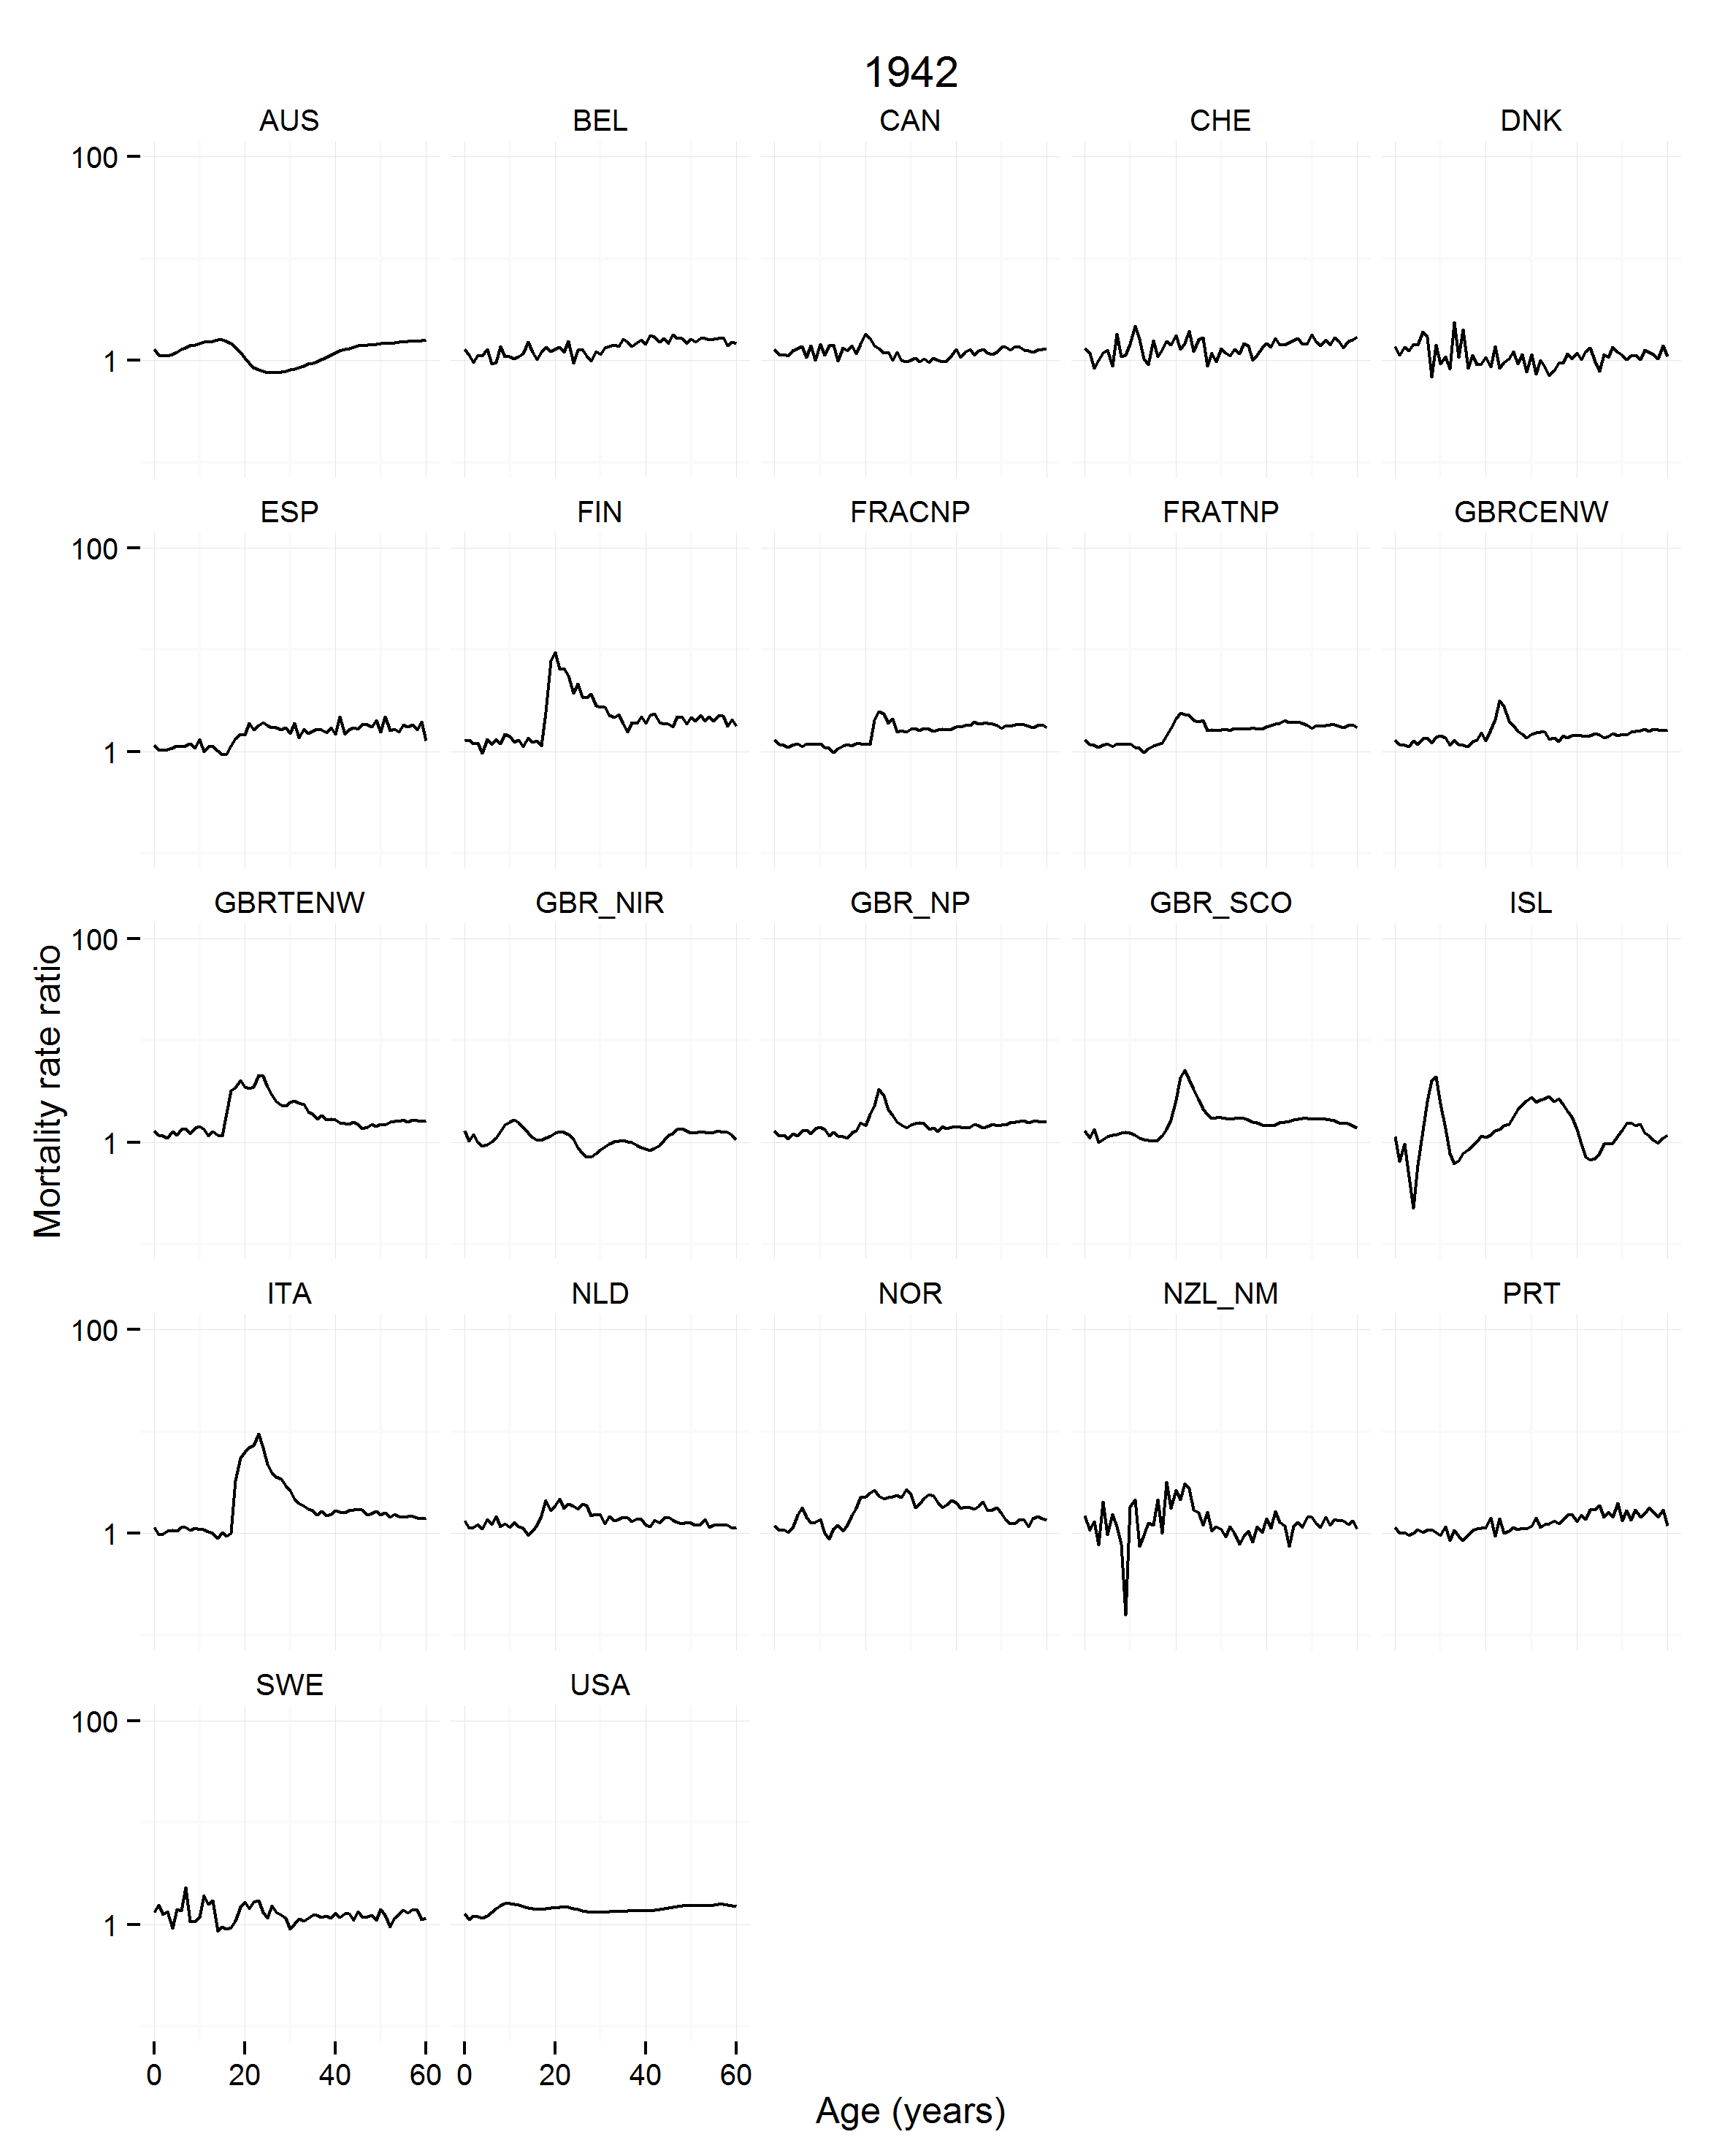 1942
AUS BEL CAN CHE DNK
100
1
ESP FIN FRACNP FRATNP GBRCENW
100
1
GBRTENW GBR_NIR GBR_NP GBR_SCO ISL
100
1
Mortality rate ratio
ITA NLD NOR NZL_NM PRT
100
1
SWE USA
100
1
0 20 40 60 0 20 40 60
Age (years)